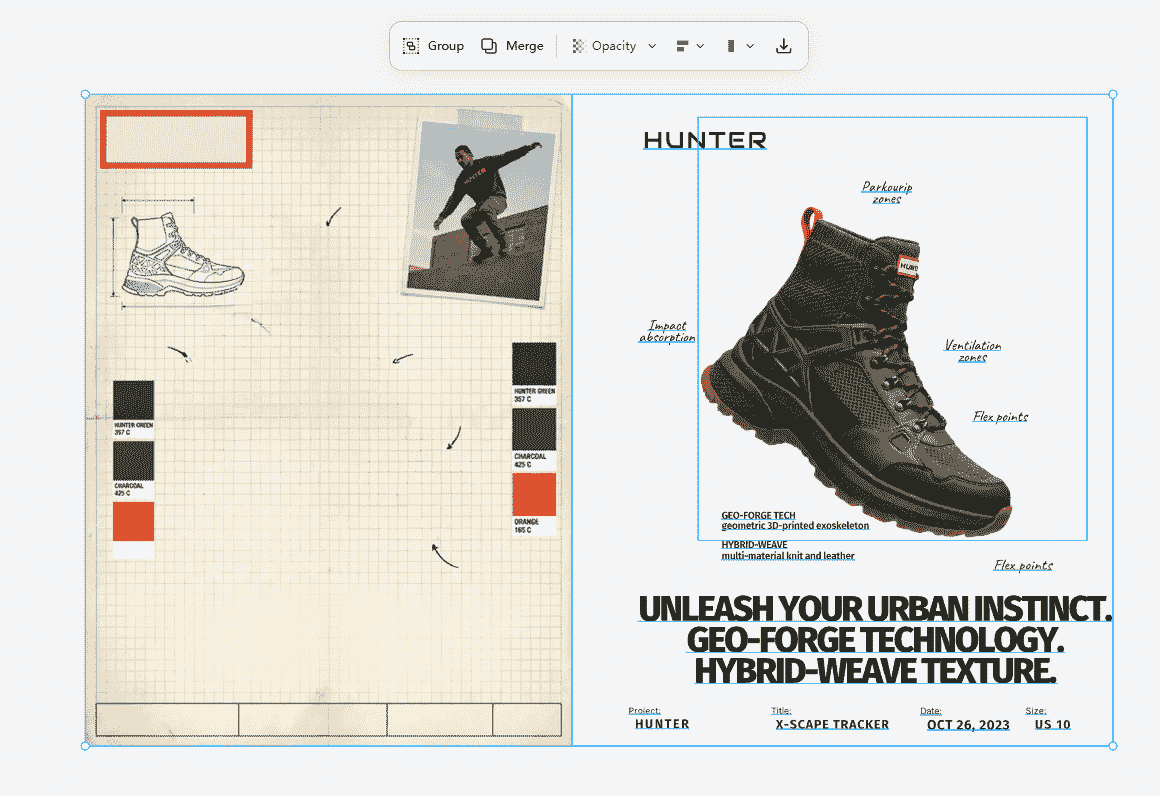 Group
Merge
Opacity
HUNTER
HUNTER GREEN
357 C
CHARCOAL
425 C
HUNTER GREEN
357 C
CHARCOAL
425 C
ORANGE
165 C
HUNTER
Parkourip
zones
Impact
absorption
Ventilation
zones
Flex points
GEO-FORGE TECH
geometric 3D-printed exoskeleton
HYBRID-WEAVE
multi-material knit and leather
Flex points
UNLEASH YOUR URBAN INSTINCT.
GEO-FORGE TECHNOLOGY.
HYBRID-WEAVE TEXTURE.
Project:
HUNTER
Title:
X-SCAPE TRACKER
Date:
OCT 26, 2023
Size:
US 10